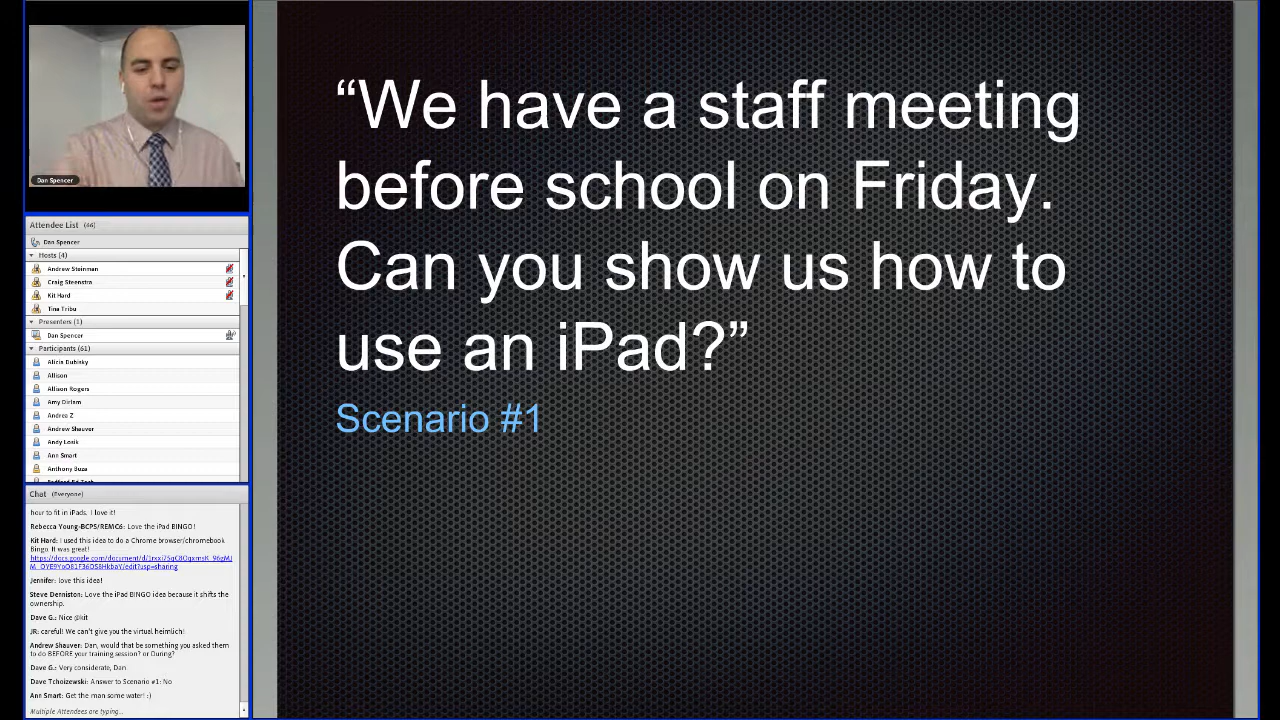 Dan Spencer
Attendee List (66)
Dan Spencer
Hosts (4)
Andrew Steinman
Craig Steenstra
Kit Hard
Tina Tribu
Presenters (1)
Dan Spencer
Participants (61)
Alicia Dubinsky
Allison
Allison Rogers
Amy Dirlam
Andrea Z
Andrew Shauver
Andy Losik
Ann Smart
Anthony Buza
Chat (Everyone)
hour to fit in iPads. I love it!
Rebecca Young-BCPS/REMC6: Love the iPad BINGO!
Kit Hard: I used this idea to do a Chrome browser/chromebook
Bingo. It was great!
Jennifer: love this idea!
Steve Derniston: Love the iPad BINGO idea because it shifts the
ownership.
Dave G.: Nice @kit
JR: careful! We can't give you the virtual heimlich!
Andrew Shauver: Dan, would that be something you asked them
to do BEFORE your training session? or During?
Dave G.: Very considerate, Dan
Dave Tchoizewski: Answer to Scenario #1: No
Ann Smart: Get the man some water! :)
Multiple Attendees are typing...
“We have a staff meeting
before school on Friday.
Can you show us how to
use an iPad?”
Scenario #1